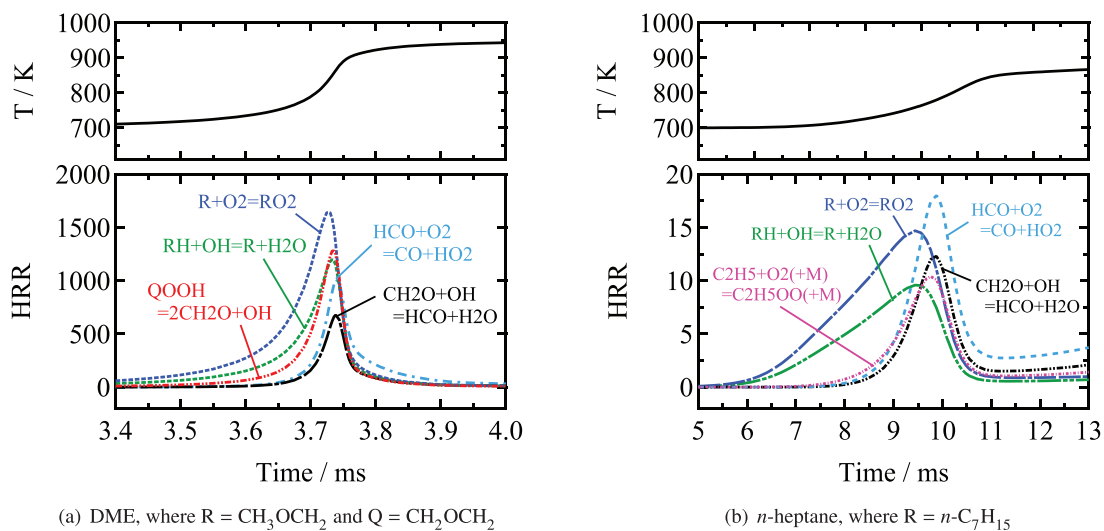 1000
900
800
700
T / K
2000
1500
1000
500
0
HRR
R+O2=RO2
RH+OH=R+H2O
QOOH
=2CH2O+OH
HCO+O2
=CO+HO2
CH2O+OH
=HCO+H2O
3.4 3.5 3.6 3.7 3.8 3.9 4.0
Time / ms
(a) DME, where R = CH₃OCH₂ and Q = CH₂OCH₂
1000
900
800
700
T / K
20
15
10
5
0
HRR
R+O2=RO2
HCO+O2
=CO+HO2
RH+OH=R+H2O
C2H5+O2(+M)
=C2H5OO(+M)
CH2O+OH
=HCO+H2O
5 6 7 8 9 10 11 12 13
Time / ms
(b) n-heptane, where R = n-C₇H₁₅